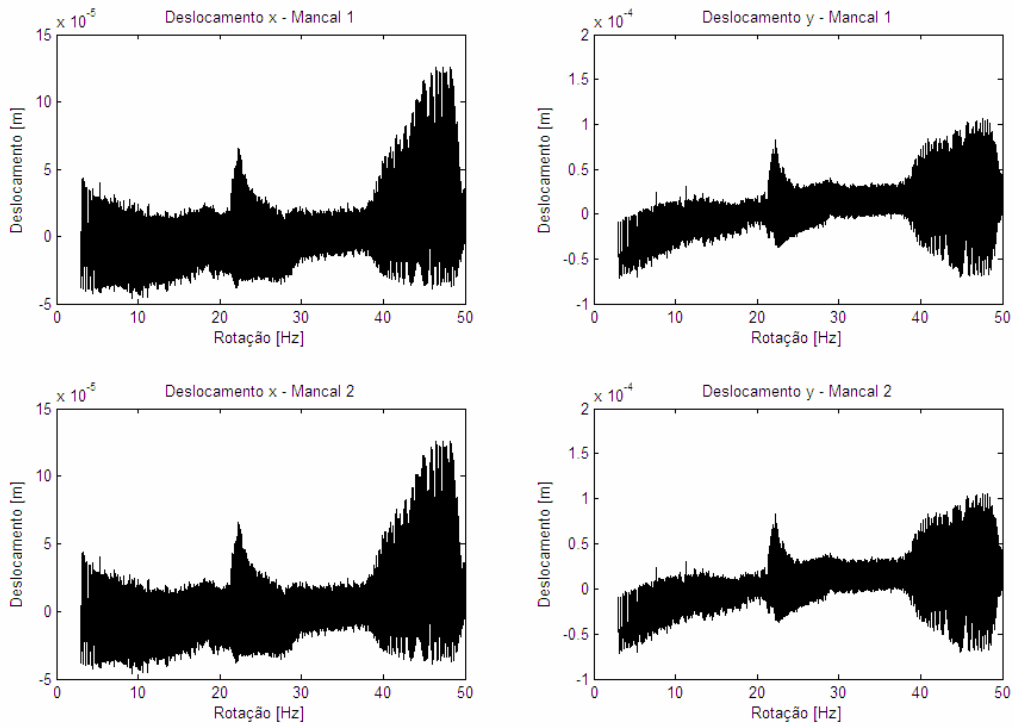 Deslocamento x - Mancal 1
x 10^-5
15
10
5
0
-5
0 10 20 30 40 50
Deslocamento [m]
Rotação [Hz]
Deslocamento y - Mancal 1
x 10^-4
2
1.5
1
0.5
0
-0.5
-1
0 10 20 30 40 50
Deslocamento [m]
Rotação [Hz]
Deslocamento x - Mancal 2
x 10^-5
15
10
5
0
-5
0 10 20 30 40 50
Deslocamento [m]
Rotação [Hz]
Deslocamento y - Mancal 2
x 10^-4
2
1.5
1
0.5
0
-0.5
-1
0 10 20 30 40 50
Deslocamento [m]
Rotação [Hz]